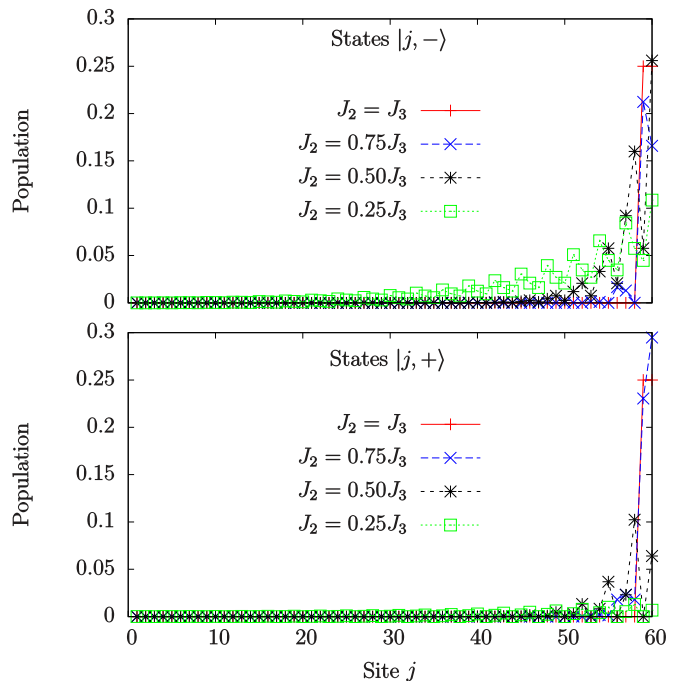 0.3
States |j, −⟩
0.25
J₂ = J₃
0.2
J₂ = 0.75J₃
Population
0.15
J₂ = 0.50J₃
0.1
J₂ = 0.25J₃
0.05
0
0.3
States |j, +⟩
0.25
J₂ = J₃
0.2
J₂ = 0.75J₃
Population
0.15
J₂ = 0.50J₃
0.1
J₂ = 0.25J₃
0.05
0
0 10 20 30 40 50 60
Site j